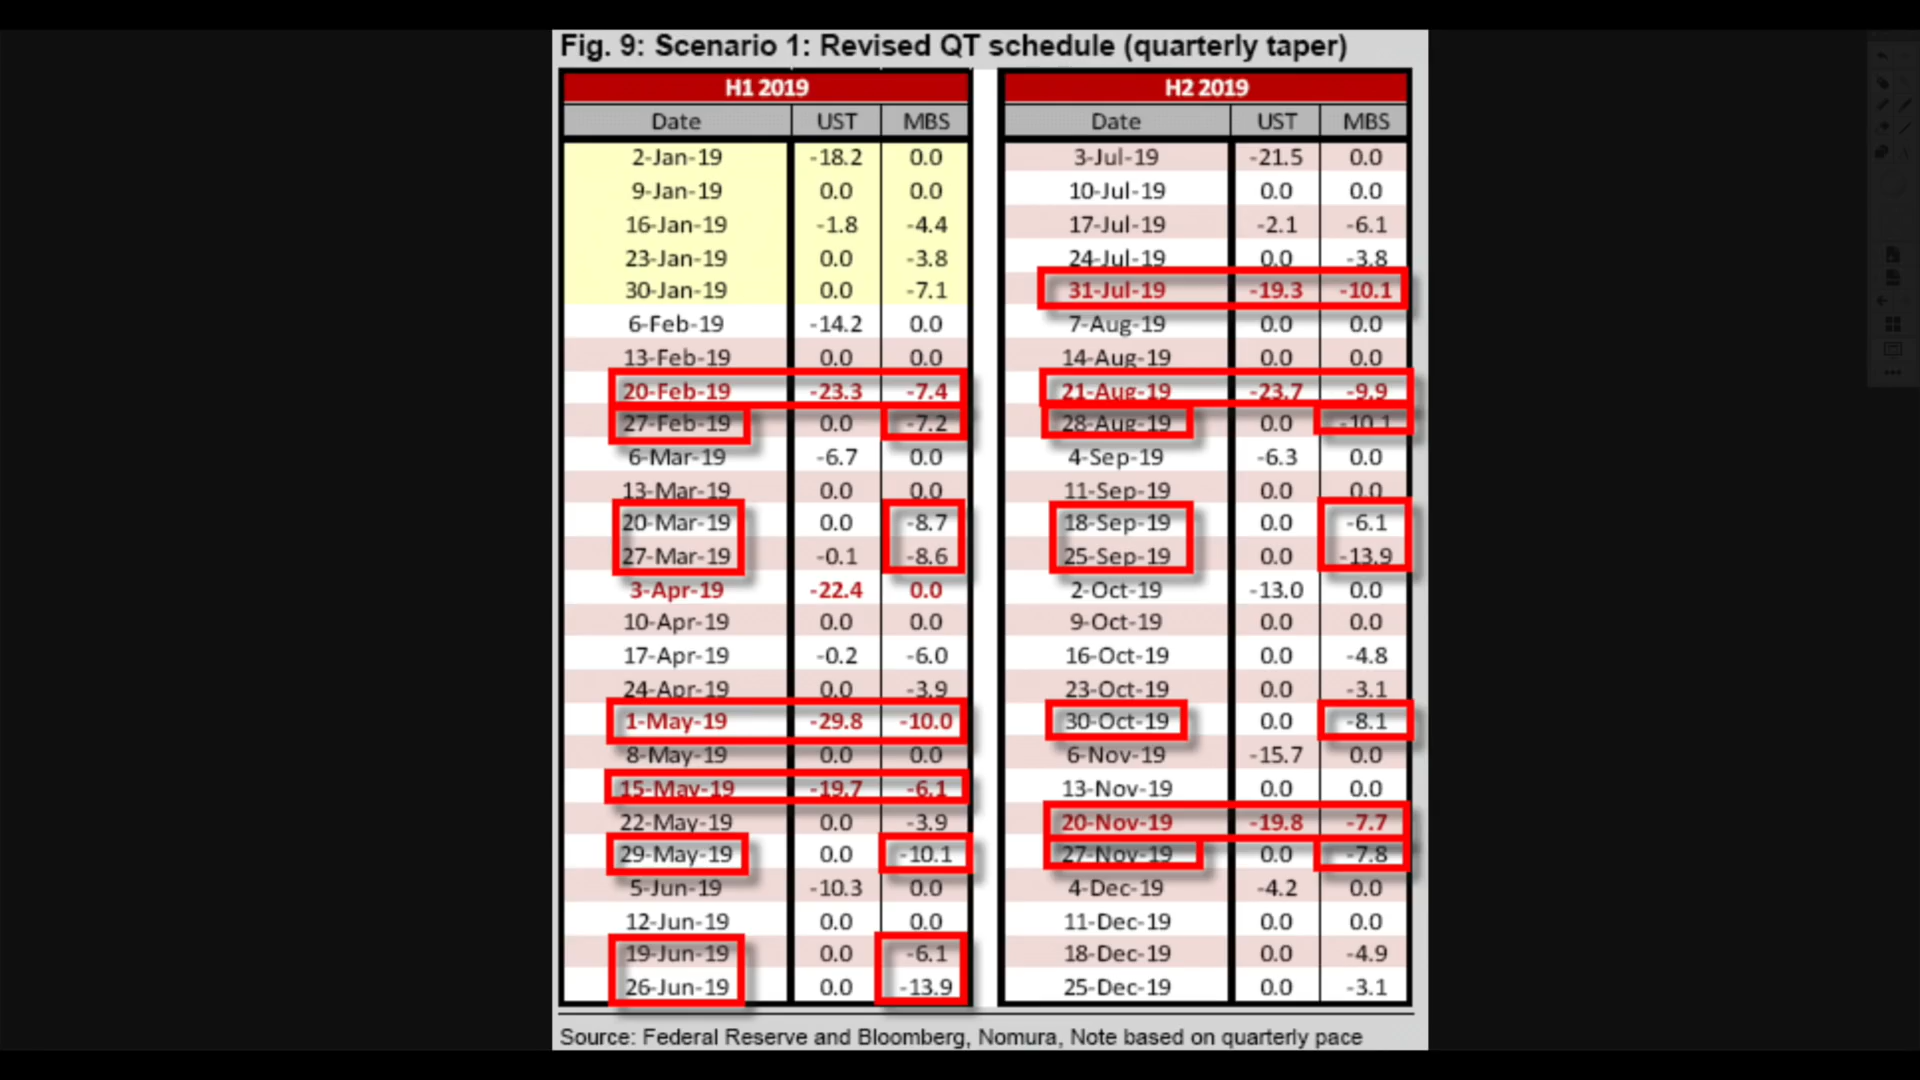 Fig. 9: Scenario 1: Revised QT schedule (quarterly taper)
H1 2019
Date UST MBS
2-Jan-19 -18.2 0.0
9-Jan-19 0.0 0.0
16-Jan-19 -1.8 -4.4
23-Jan-19 0.0 -3.8
30-Jan-19 0.0 -7.1
6-Feb-19 -14.2 0.0
13-Feb-19 0.0 0.0
20-Feb-19 -23.3 -7.4
27-Feb-19 0.0 -7.2
6-Mar-19 -6.7 0.0
13-Mar-19 0.0 0.0
20-Mar-19 0.0 -8.7
27-Mar-19 -0.1 -8.6
3-Apr-19 -22.4 0.0
10-Apr-19 0.0 0.0
17-Apr-19 -0.2 -6.0
24-Apr-19 0.0 -3.9
1-May-19 -29.8 -10.0
8-May-19 0.0 0.0
15-May-19 -19.7 -6.1
22-May-19 0.0 -3.9
29-May-19 0.0 -10.1
5-Jun-19 -10.3 0.0
12-Jun-19 0.0 0.0
19-Jun-19 0.0 -6.1
26-Jun-19 0.0 -13.9
H2 2019
Date UST MBS
3-Jul-19 -21.5 0.0
10-Jul-19 0.0 0.0
17-Jul-19 -2.1 -6.1
24-Jul-19 0.0 -3.8
31-Jul-19 -19.3 -10.1
7-Aug-19 0.0 0.0
14-Aug-19 0.0 0.0
21-Aug-19 -23.7 -9.9
28-Aug-19 0.0 -10.1
4-Sep-19 -6.3 0.0
11-Sep-19 0.0 0.0
18-Sep-19 0.0 -6.1
25-Sep-19 0.0 -13.9
2-Oct-19 -13.0 0.0
9-Oct-19 0.0 0.0
16-Oct-19 0.0 -4.8
23-Oct-19 0.0 -3.1
30-Oct-19 0.0 -8.1
6-Nov-19 -15.7 0.0
13-Nov-19 0.0 0.0
20-Nov-19 -19.8 -7.7
27-Nov-19 0.0 -7.8
4-Dec-19 -4.2 0.0
11-Dec-19 0.0 0.0
18-Dec-19 0.0 -4.9
25-Dec-19 0.0 -3.1
Source: Federal Reserve and Bloomberg, Nomura, Note based on quarterly pace